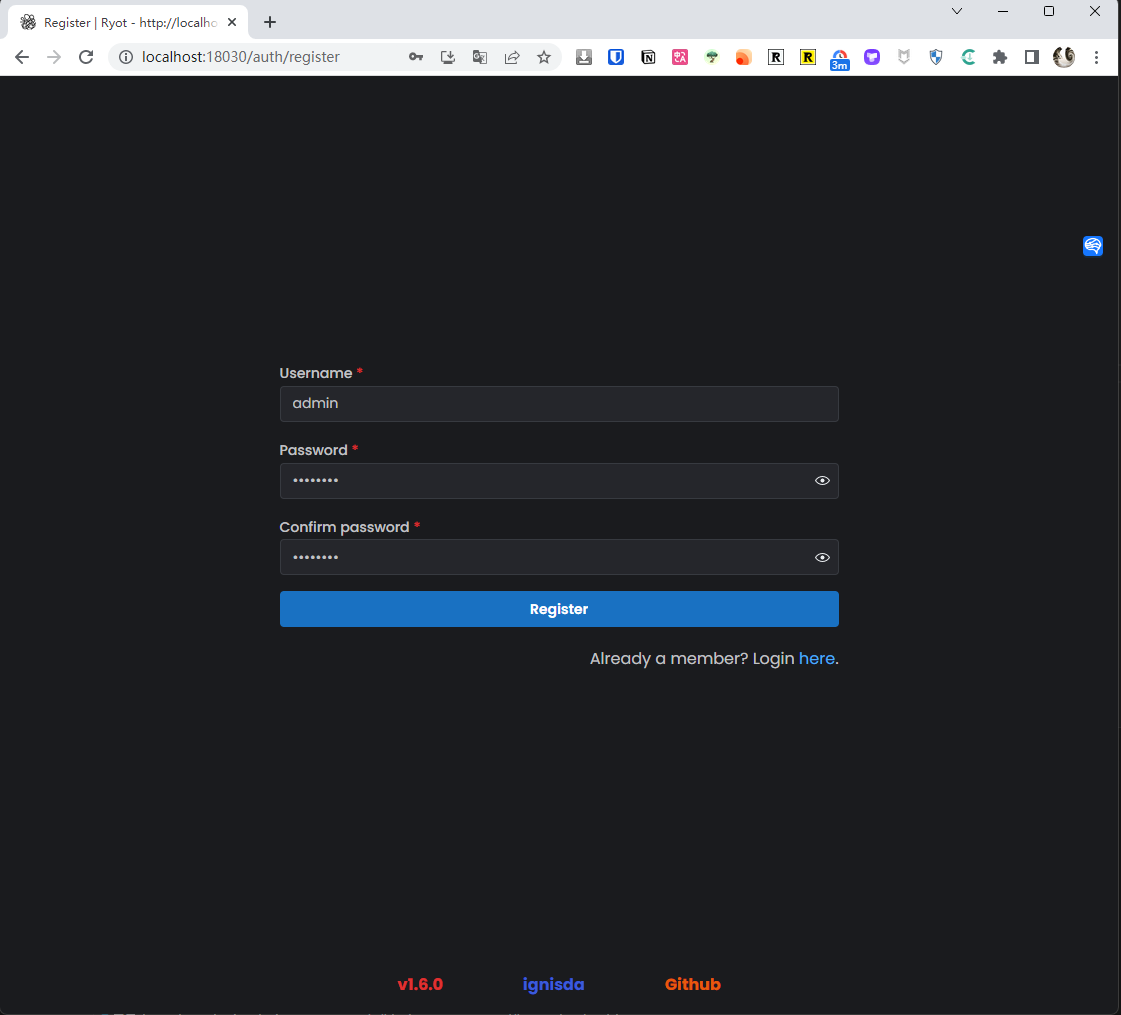 Register | Ryot - http://localho
localhost:18030/auth/register
3m
Username *
admin
Password *
••••••••
Confirm password *
••••••••
Register
Already a member? Login here.
v1.6.0 ignisda Github